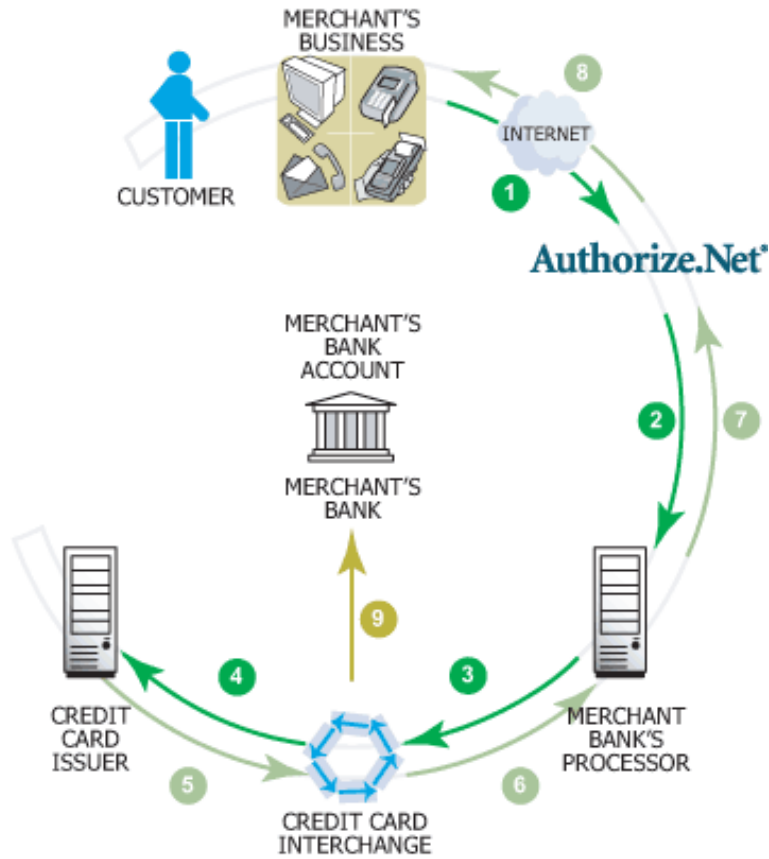 MERCHANT'S
BUSINESS
8
INTERNET
CUSTOMER
1
Authorize.Net®
MERCHANT'S
BANK
ACCOUNT
2
7
MERCHANT'S
BANK
9
4
3
CREDIT
CARD
ISSUER
MERCHANT
BANK'S
PROCESSOR
5
6
CREDIT CARD
INTERCHANGE